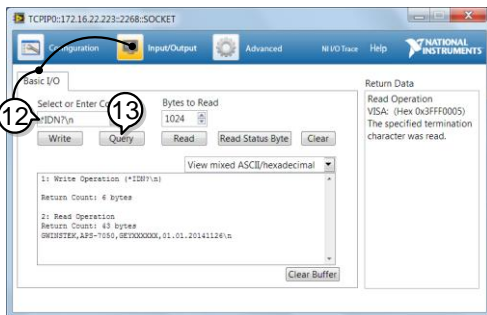 TCPIP0::172.16.22.223::2268::SOCKET
Configuration Input/Output Advanced NI I/O Trace Help NATIONAL INSTRUMENTS
Basic I/O
Return Data
Select or Enter Bytes to Read
12 *IDN?\n 13 1024
Write Query Read Read Status Byte Clear
View mixed ASCII/hexadecimal
Read Operation
VISA: (Hex 0x3FFF0005)
The specified termination
character was read.
1: Write Operation (*IDN?\n)
Return Count: 6 bytes
2: Read Operation
Return Count: 43 bytes
GWINSTEK,APS-7050,GEYXXXXXX,01.01.20141126\n
Clear Buffer